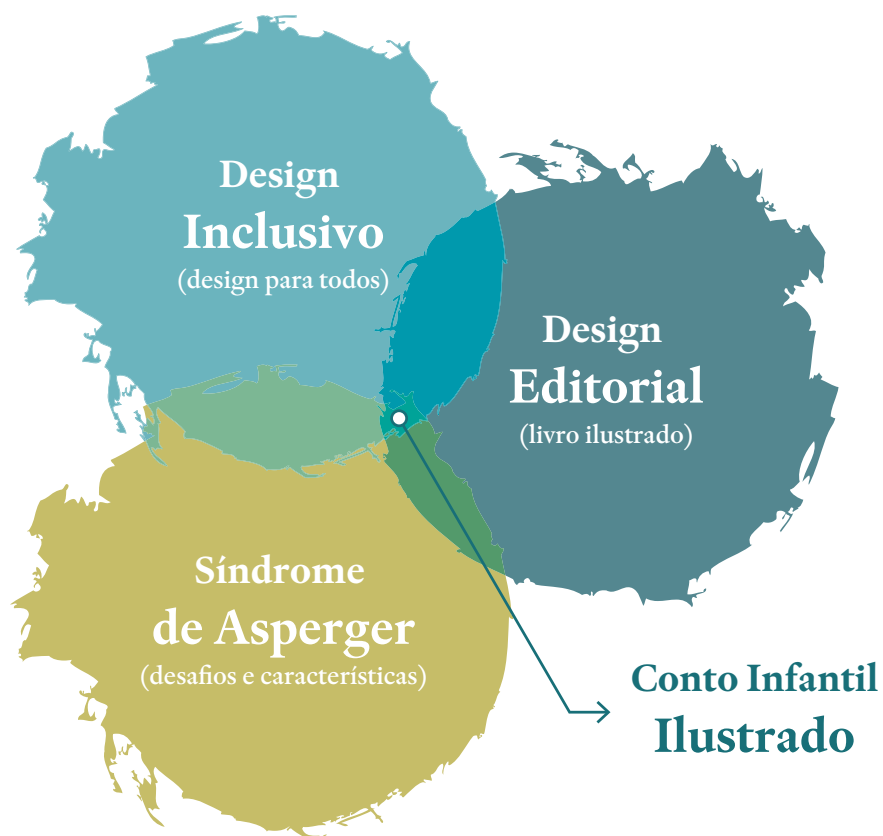 Design
Inclusivo
(design para todos)
Design
Editorial
(livro ilustrado)
Síndrome
de Asperger
(desafios e características)
Conto Infantil
Ilustrado